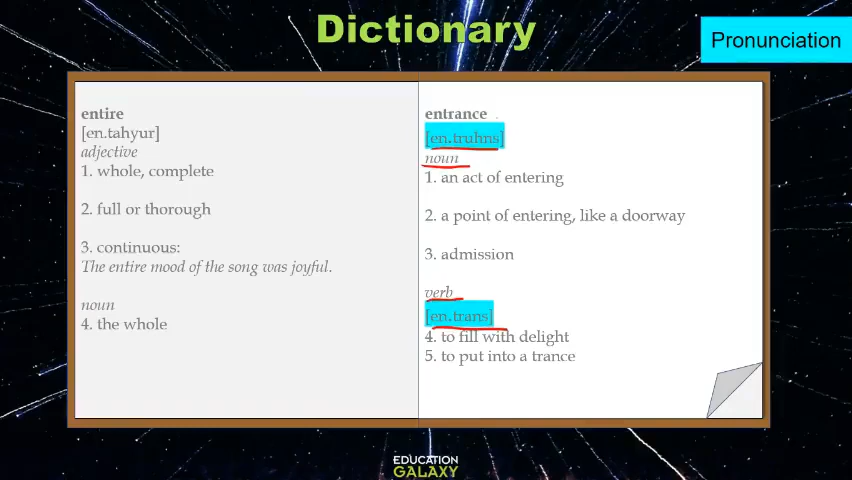 Dictionary
Pronunciation
entire
[en.tahyur]
adjective
1. whole, complete
2. full or thorough
3. continuous:
The entire mood of the song was joyful.
noun
4. the whole
entrance
[en.truhns]
noun
1. an act of entering
2. a point of entering, like a doorway
3. admission
verb
[en.trans]
4. to fill with delight
5. to put into a trance
EDUCATION
GALAXY